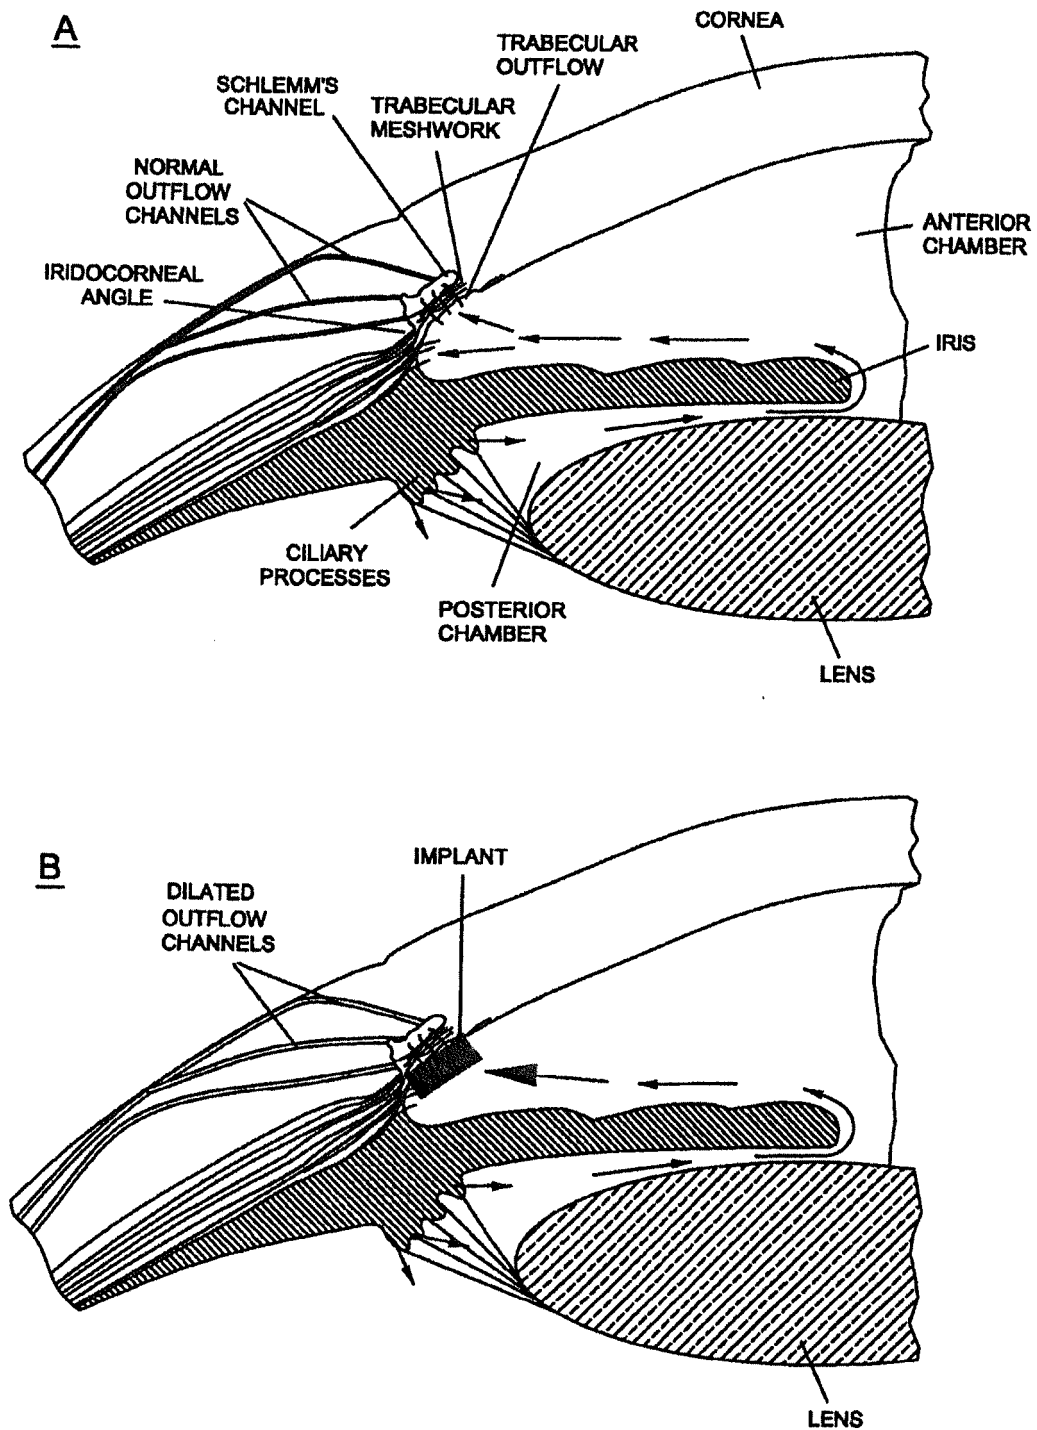 A
CORNEA
TRABECULAR
OUTFLOW
SCHLEMM'S
CHANNEL
TRABECULAR
MESHWORK
NORMAL
OUTFLOW
CHANNELS
ANTERIOR
CHAMBER
IRIDOCORNEAL
ANGLE
IRIS
CILIARY
PROCESSES
POSTERIOR
CHAMBER
LENS
B
IMPLANT
DILATED
OUTFLOW
CHANNELS
LENS